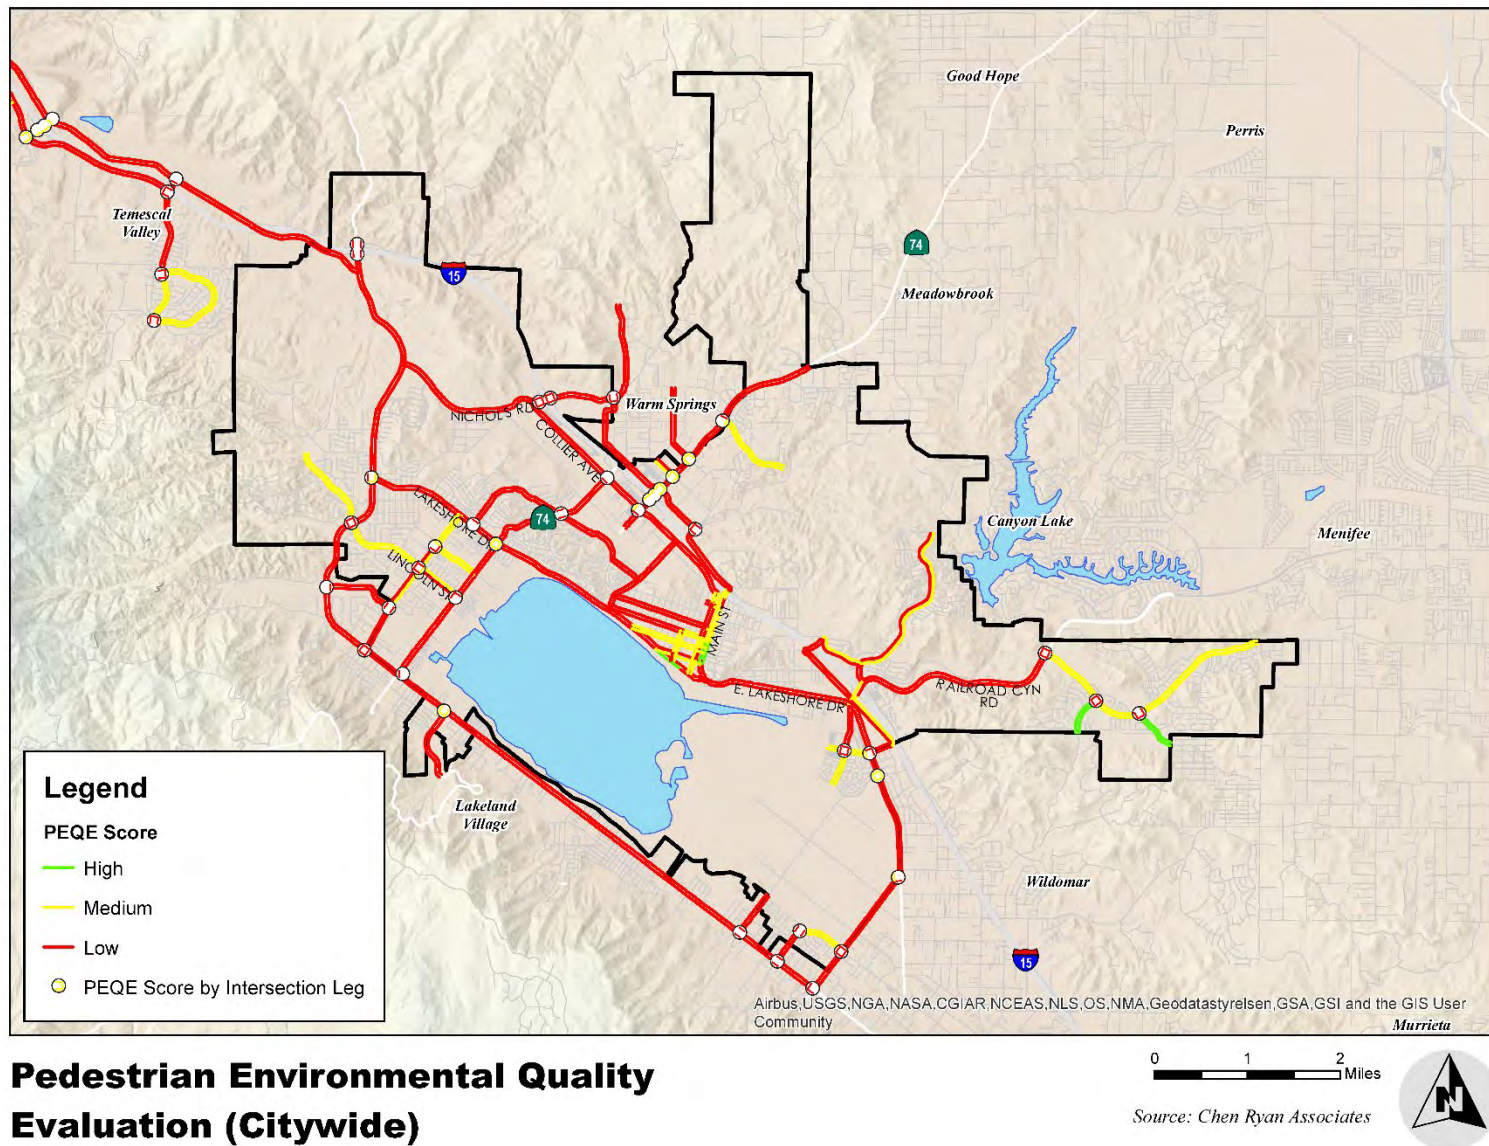 Good Hope
Perris
Temescal
Valley
74
15
Meadowbrook
NICHOLS RD
Warm Springs
COLLIER AVE
LAKESHORE DR
74
Canyon Lake
Menifee
LINCOLN ST
MAIN ST
E. LAKESHORE DR
RAILROAD CYN
RD
Lakeland
Village
Wildomar
15
Legend
PEQE Score
High
Medium
Low
PEQE Score by Intersection Leg
Airbus,USGS,NGA,NASA,CGIAR,NCEAS,NLS,OS,NMA,Geodatastyrelsen,GSA,GSI and the GIS User
Community
Murrieta
Pedestrian Environmental Quality
Evaluation (Citywide)
0 1 2
Miles
Source: Chen Ryan Associates
N